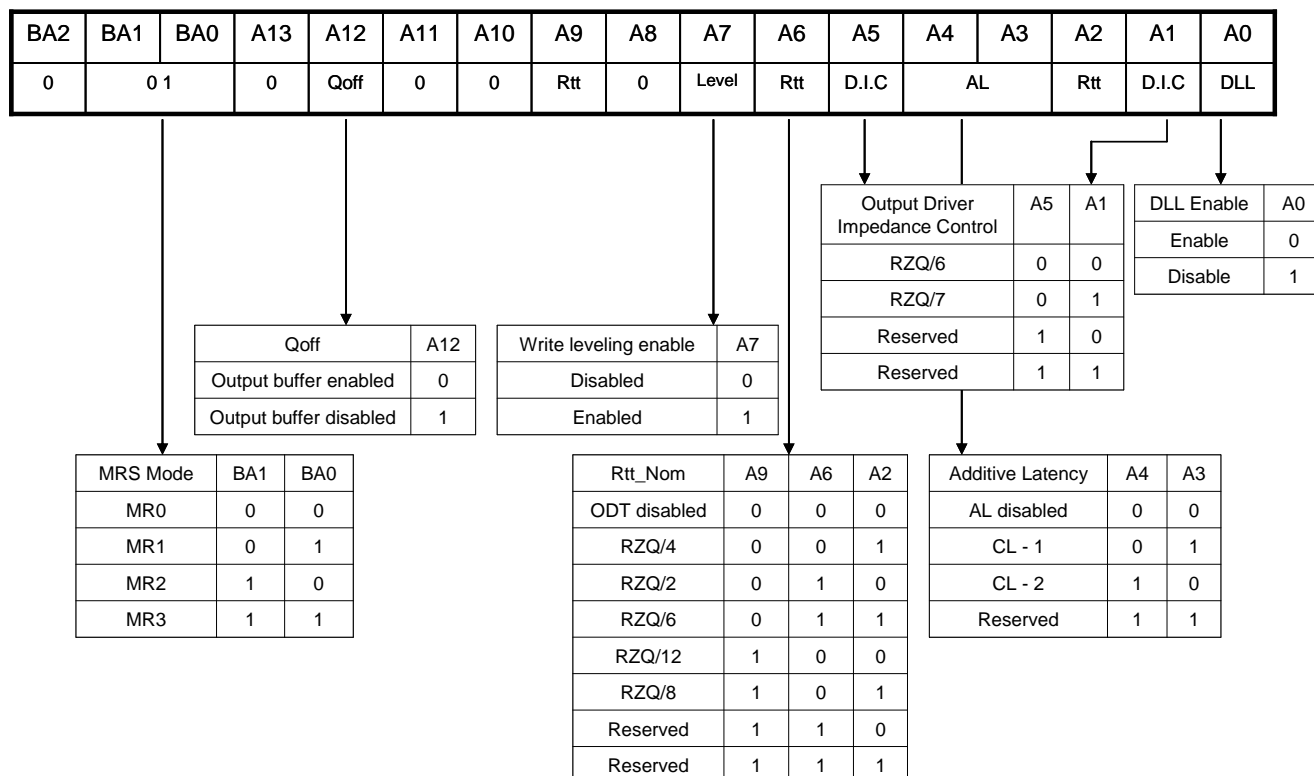 BA2 BA1 BA0 A13 A12 A11 A10 A9 A8 A7 A6 A5 A4 A3 A2 A1 A0
0 0 1 0 Qoff 0 0 Rtt 0 Level Rtt D.I.C AL Rtt D.I.C DLL
Output Driver Impedance Control A5 A1
RZQ/6 0 0
RZQ/7 0 1
Reserved 1 0
Reserved 1 1
DLL Enable A0
Enable 0
Disable 1
Qoff A12
Output buffer enabled 0
Output buffer disabled 1
Write leveling enable A7
Disabled 0
Enabled 1
MRS Mode BA1 BA0
MR0 0 0
MR1 0 1
MR2 1 0
MR3 1 1
Rtt_Nom A9 A6 A2
ODT disabled 0 0 0
RZQ/4 0 0 1
RZQ/2 0 1 0
RZQ/6 0 1 1
RZQ/12 1 0 0
RZQ/8 1 0 1
Reserved 1 1 0
Reserved 1 1 1
Additive Latency A4 A3
AL disabled 0 0
CL - 1 0 1
CL - 2 1 0
Reserved 1 1